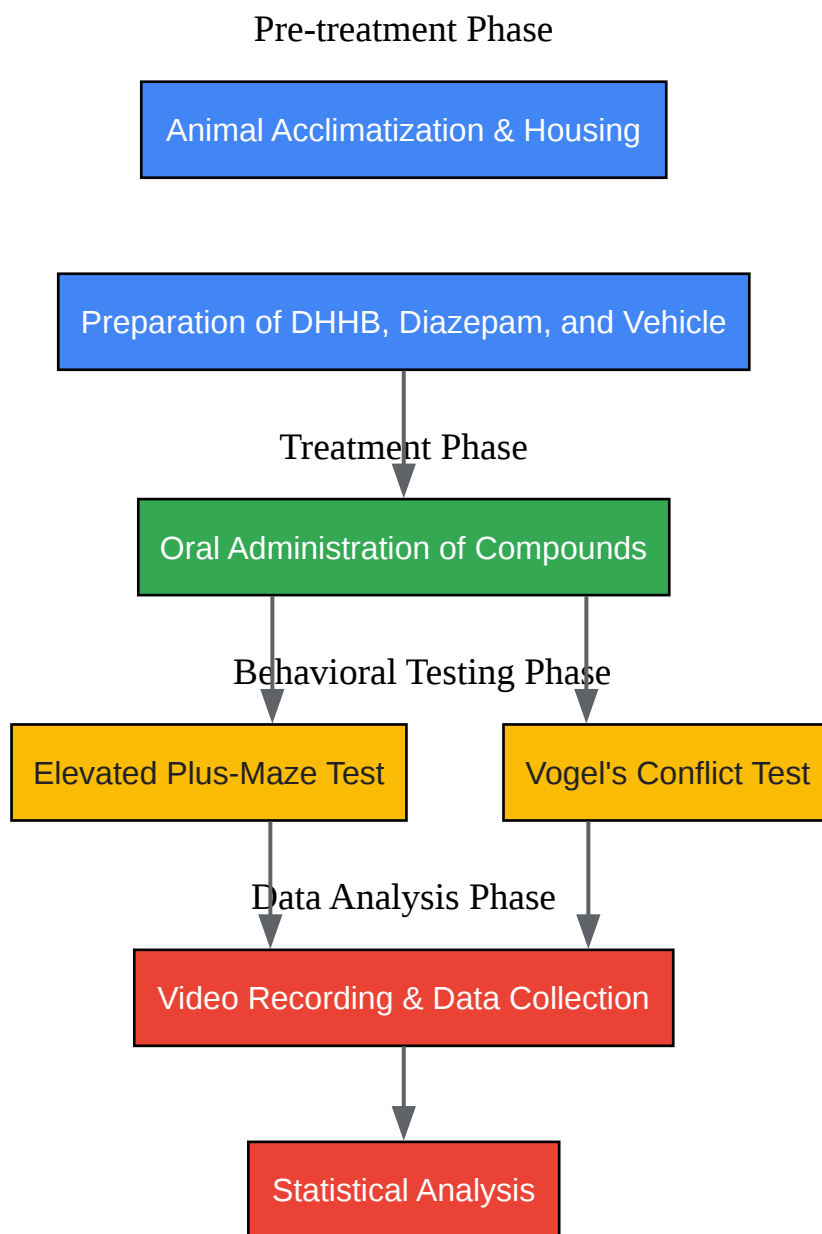 Pre-treatment Phase
Animal Acclimatization & Housing
Preparation of DHHB, Diazepam, and Vehicle
Treatment Phase
Oral Administration of Compounds
Behavioral Testing Phase
Elevated Plus-Maze Test
Vogel's Conflict Test
Data Analysis Phase
Video Recording & Data Collection
Statistical Analysis